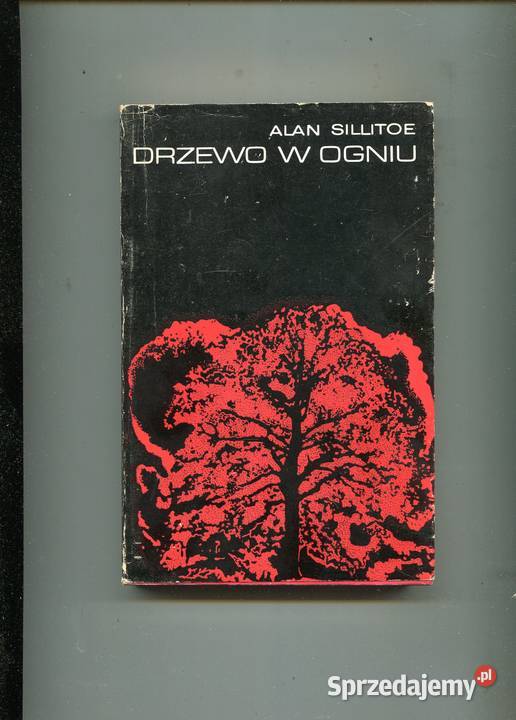 ALAN SILLITOE
DRZEWO W OGNIU
Sprzedajemy.pl